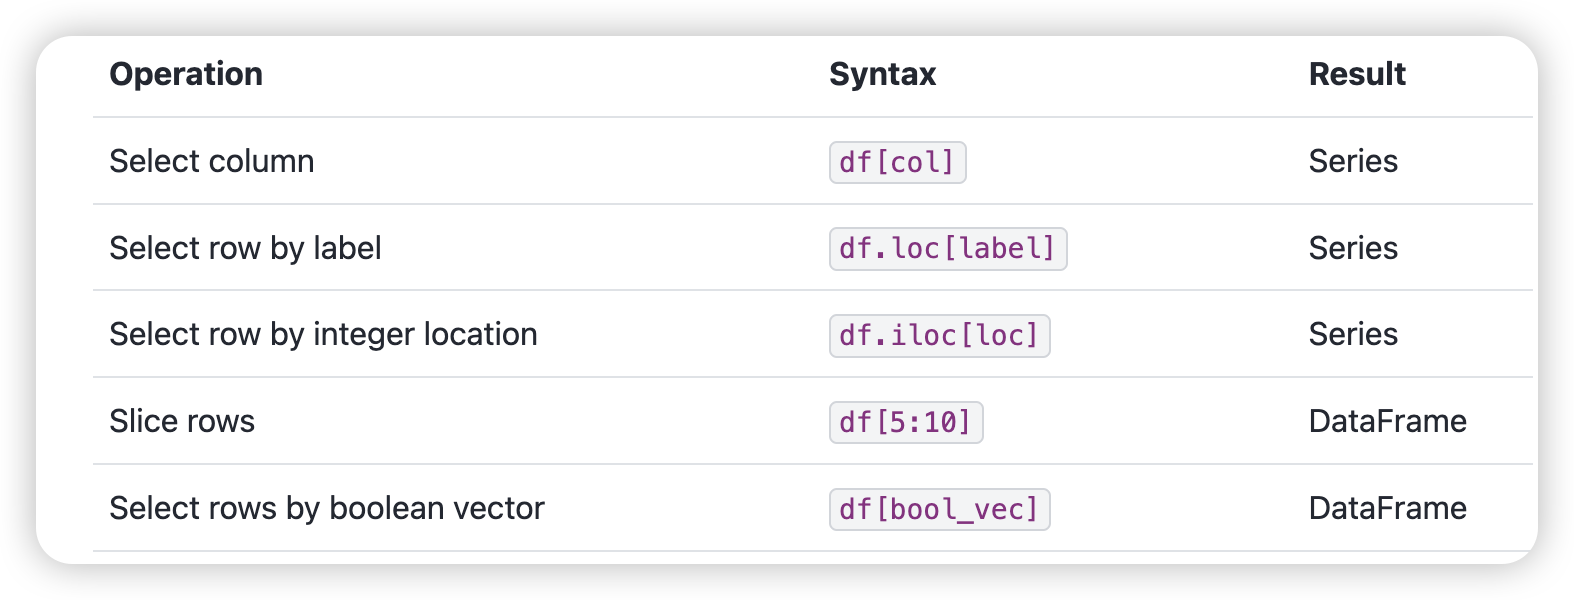 Operation Syntax Result
Select column df[col] Series
Select row by label df.loc[label] Series
Select row by integer location df.iloc[loc] Series
Slice rows df[5:10] DataFrame
Select rows by boolean vector df[bool_vec] DataFrame